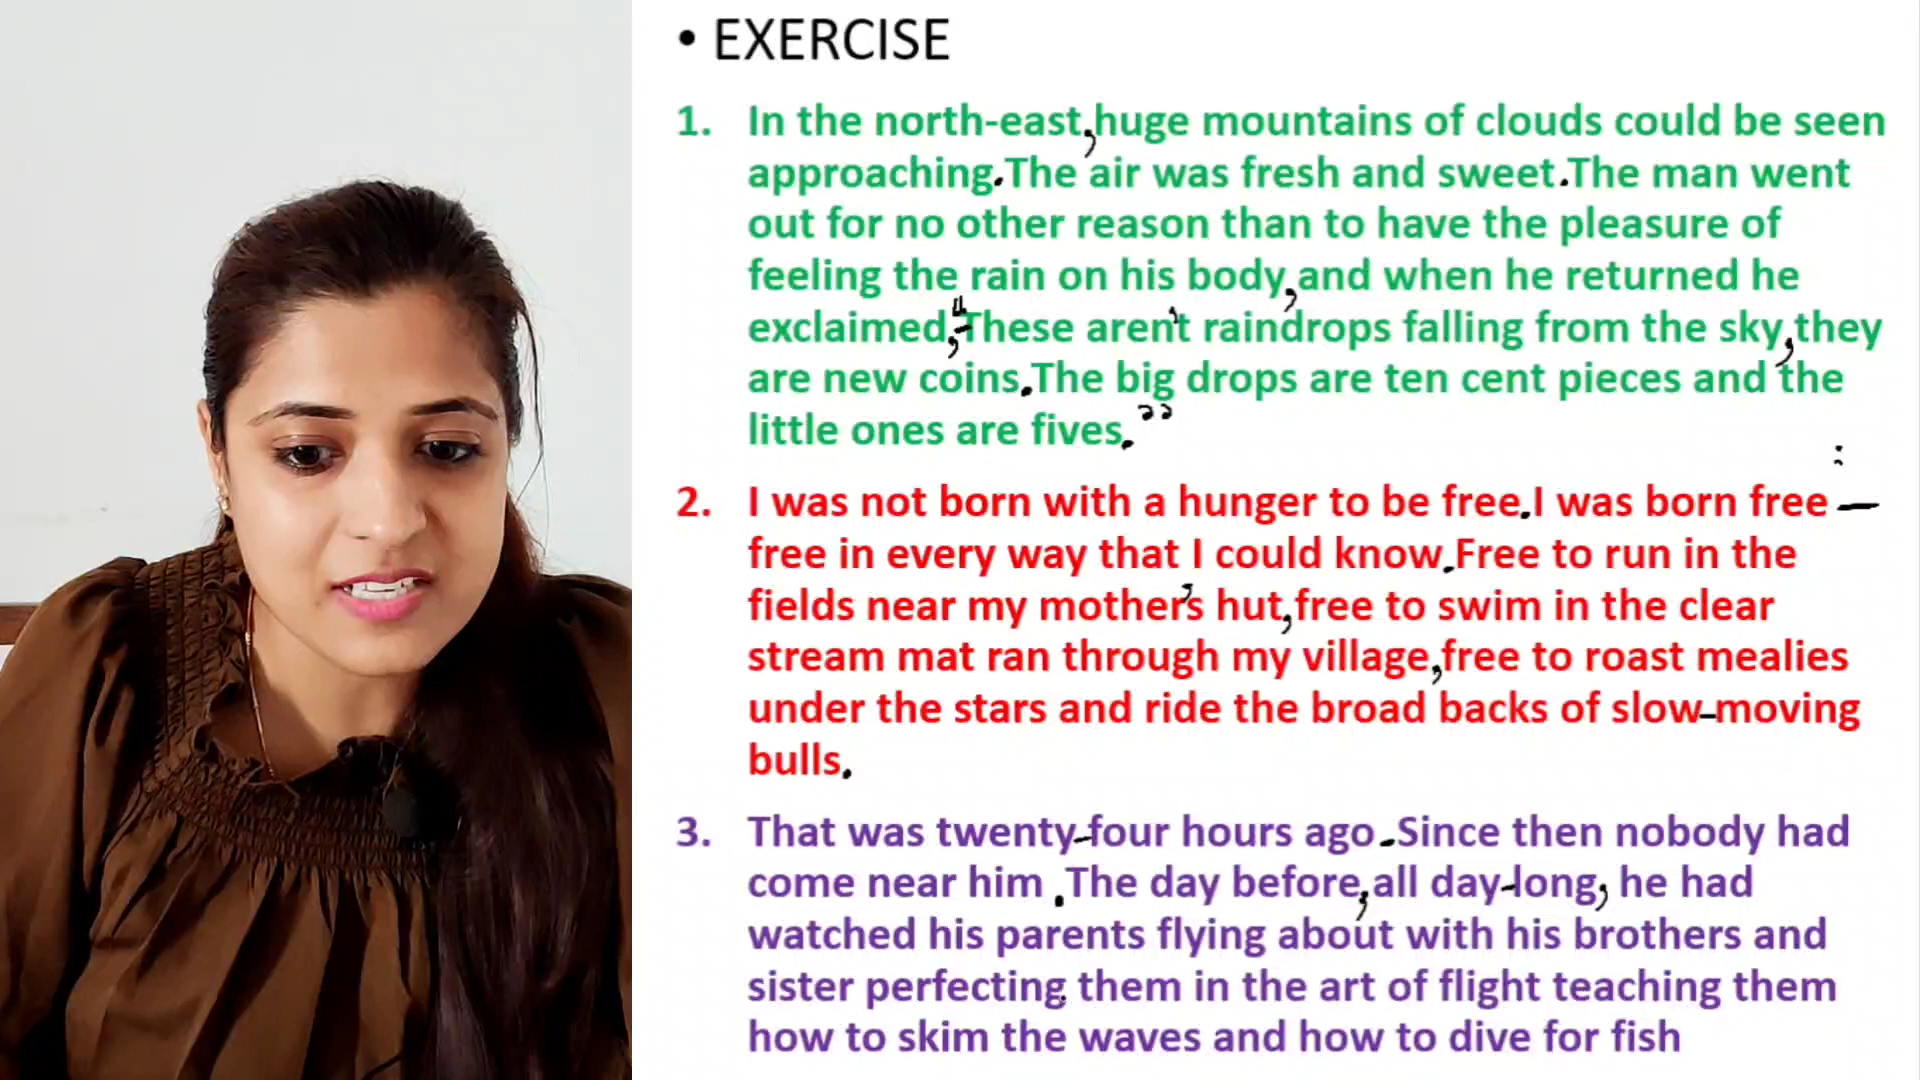 • EXERCISE
1. In the north-east,huge mountains of clouds could be seen
approaching.The air was fresh and sweet.The man went
out for no other reason than to have the pleasure of
feeling the rain on his body,and when he returned he
exclaimed,“These aren't raindrops falling from the sky,they
are new coins.The big drops are ten cent pieces and the
little ones are fives.”
:
2. I was not born with a hunger to be free.I was born free —
free in every way that I could know.Free to run in the
fields near my mother's hut,free to swim in the clear
stream mat ran through my village,free to roast mealies
under the stars and ride the broad backs of slow-moving
bulls.
3. That was twenty-four hours ago.Since then nobody had
come near him .The day before,all day-long, he had
watched his parents flying about with his brothers and
sister perfecting them in the art of flight teaching them
how to skim the waves and how to dive for fish